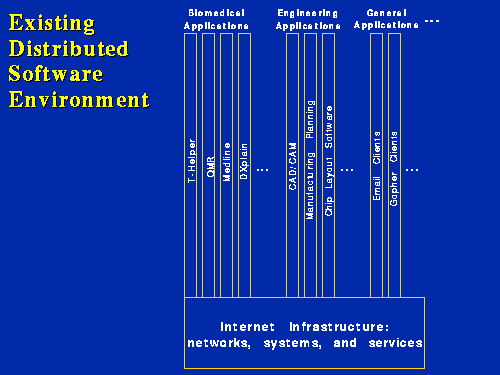 Existing
Distributed
Software
Environment
Biomedical
Applications
Engineering
Applications
General
Applications
...
T-Helper
QMR
Medline
DXplain
...
CAD/CAM
Manufacturing Planning
Chip Layout Software
...
Email Clients
Gopher Clients
...
Internet Infrastructure:
networks, systems, and services